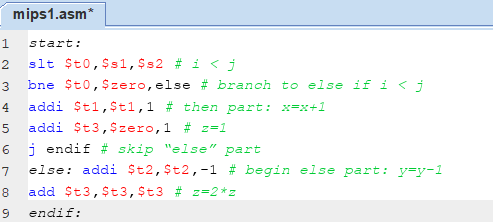 mips1.asm*
1 start:
2 slt $t0,$s1,$s2 # i < j
3 bne $t0,$zero,else # branch to else if i < j
4 addi $t1,$t1,1 # then part: x=x+1
5 addi $t3,$zero,1 # z=1
6 j endif # skip “else” part
7 else: addi $t2,$t2,-1 # begin else part: y=y-1
8 add $t3,$t3,$t3 # z=2*z
9 endif: